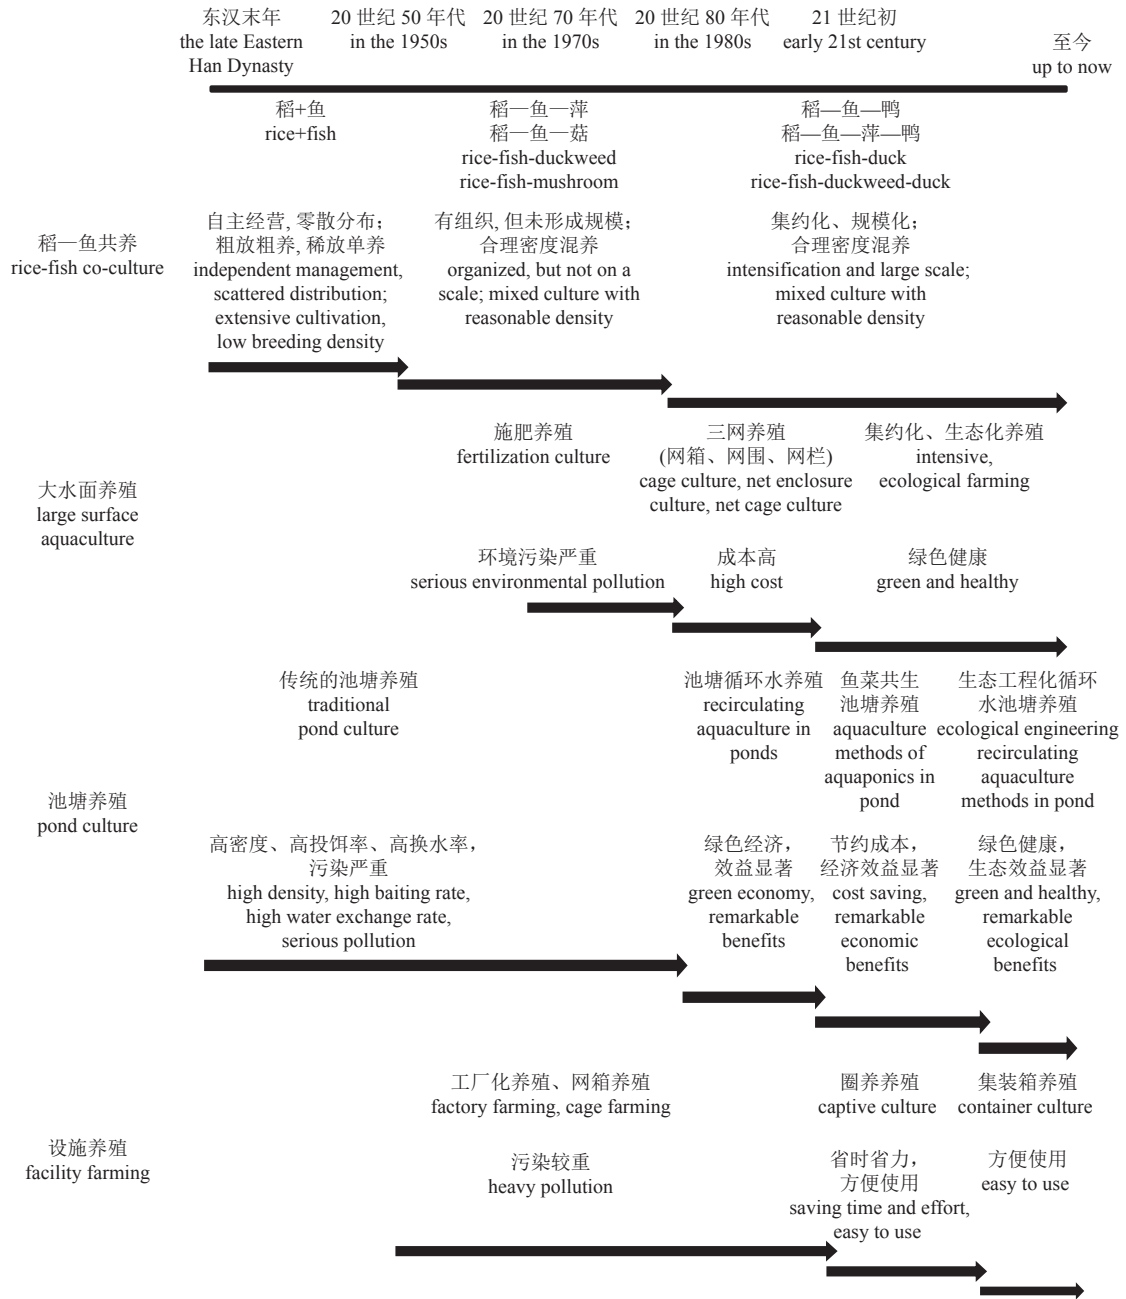 东汉末年
the late Eastern
Han Dynasty
20 世纪 50 年代
in the 1950s
20 世纪 70 年代
in the 1970s
20 世纪 80 年代
in the 1980s
21 世纪初
early 21st century
至今
up to now
稻—鱼共养
rice-fish co-culture
稻+鱼
rice+fish
稻—鱼—萍
稻—鱼—菇
rice-fish-duckweed
rice-fish-mushroom
稻—鱼—鸭
稻—鱼—萍—鸭
rice-fish-duck
rice-fish-duckweed-duck
自主经营, 零散分布；
粗放粗养, 稀放单养
independent management,
scattered distribution;
extensive cultivation,
low breeding density
有组织, 但未形成规模；
合理密度混养
organized, but not on a
scale; mixed culture with
reasonable density
集约化、规模化；
合理密度混养
intensification and large scale;
mixed culture with
reasonable density
大水面养殖
large surface
aquaculture
施肥养殖
fertilization culture
三网养殖
(网箱、网围、网栏)
cage culture, net enclosure
culture, net cage culture
集约化、生态化养殖
intensive,
ecological farming
环境污染严重
serious environmental pollution
成本高
high cost
绿色健康
green and healthy
池塘养殖
pond culture
传统的池塘养殖
traditional
pond culture
池塘循环水养殖
recirculating
aquaculture in
ponds
鱼菜共生
池塘养殖
aquaculture
methods of
aquaponics in
pond
生态工程化循环
水池塘养殖
ecological engineering
recirculating
aquaculture
methods in pond
高密度、高投饵率、高换水率，
污染严重
high density, high baiting rate,
high water exchange rate,
serious pollution
绿色经济，
效益显著
green economy,
remarkable
benefits
节约成本，
经济效益显著
cost saving,
remarkable
economic
benefits
绿色健康，
生态效益显著
green and healthy,
remarkable
ecological
benefits
设施养殖
facility farming
工厂化养殖、网箱养殖
factory farming, cage farming
圈养养殖
captive culture
集装箱养殖
container culture
污染较重
heavy pollution
省时省力，
方便使用
saving time and effort,
easy to use
方便使用
easy to use